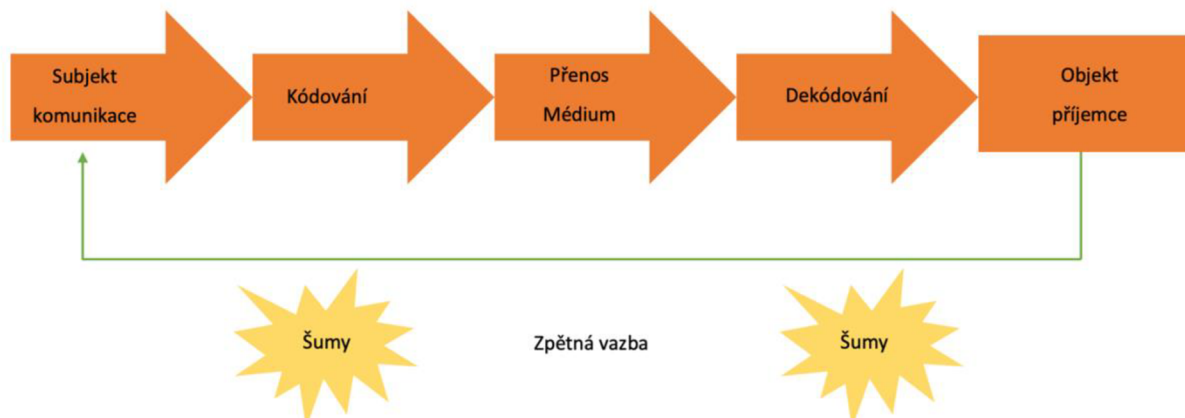 Subjekt
komunikace
Kódování
Přenos
Médium
Dekódování
Objekt
příjemce
Šumy
Zpětná vazba
Šumy